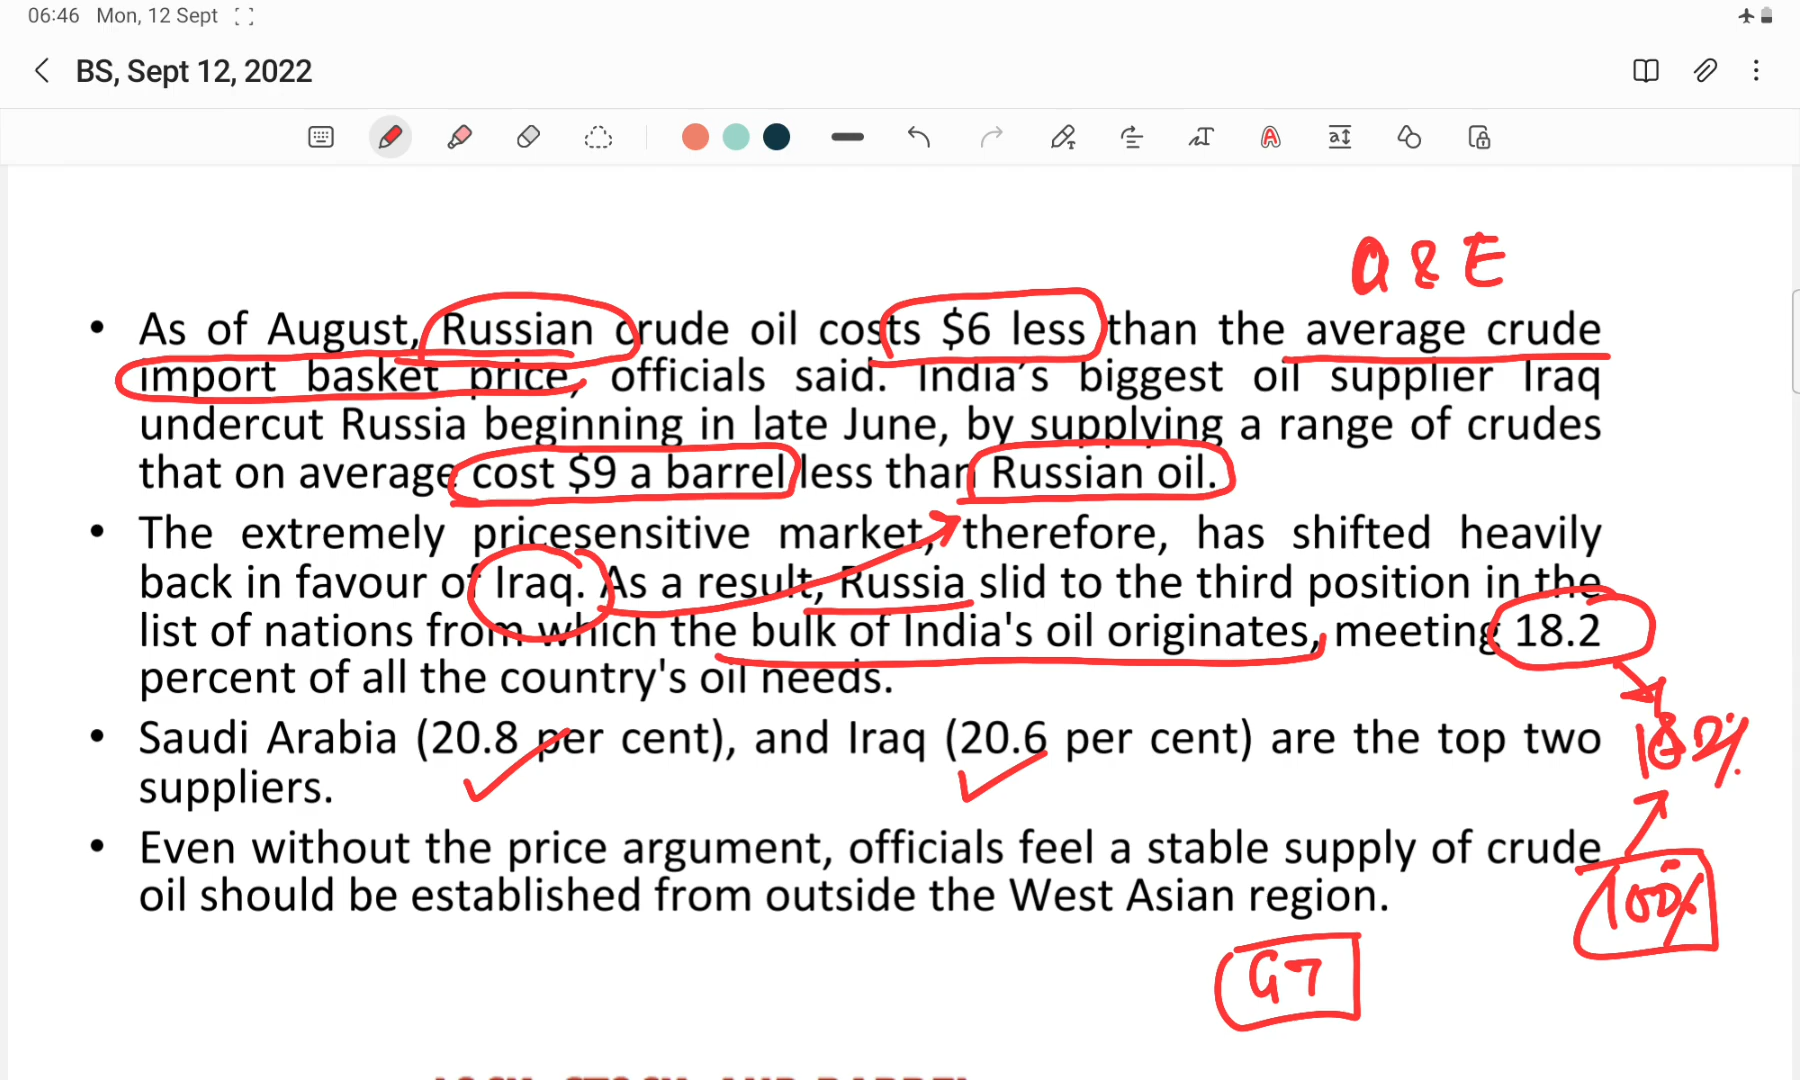 06:46 Mon, 12 Sept
BS, Sept 12, 2022
Q & E
• As of August, Russian crude oil costs $6 less than the average crude
import basket price, officials said. India's biggest oil supplier Iraq
undercut Russia beginning in late June, by supplying a range of crudes
that on average cost $9 a barrel less than Russian oil.
• The extremely pricesensitive market, therefore, has shifted heavily
back in favour of Iraq. As a result, Russia slid to the third position in the
list of nations from which the bulk of India's oil originates, meeting 18.2
percent of all the country's oil needs.
• Saudi Arabia (20.8 per cent), and Iraq (20.6 per cent) are the top two
suppliers.
18.2%
• Even without the price argument, officials feel a stable supply of crude
oil should be established from outside the West Asian region.
100%
G7